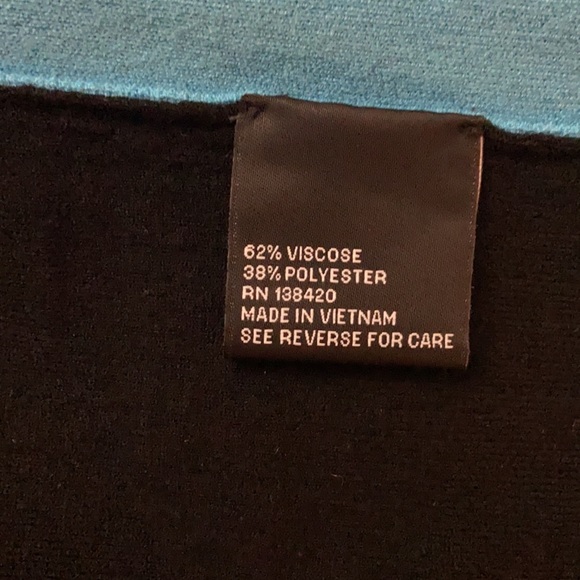 62% VISCOSE
38% POLYESTER
RN 138420
MADE IN VIETNAM
SEE REVERSE FOR CARE